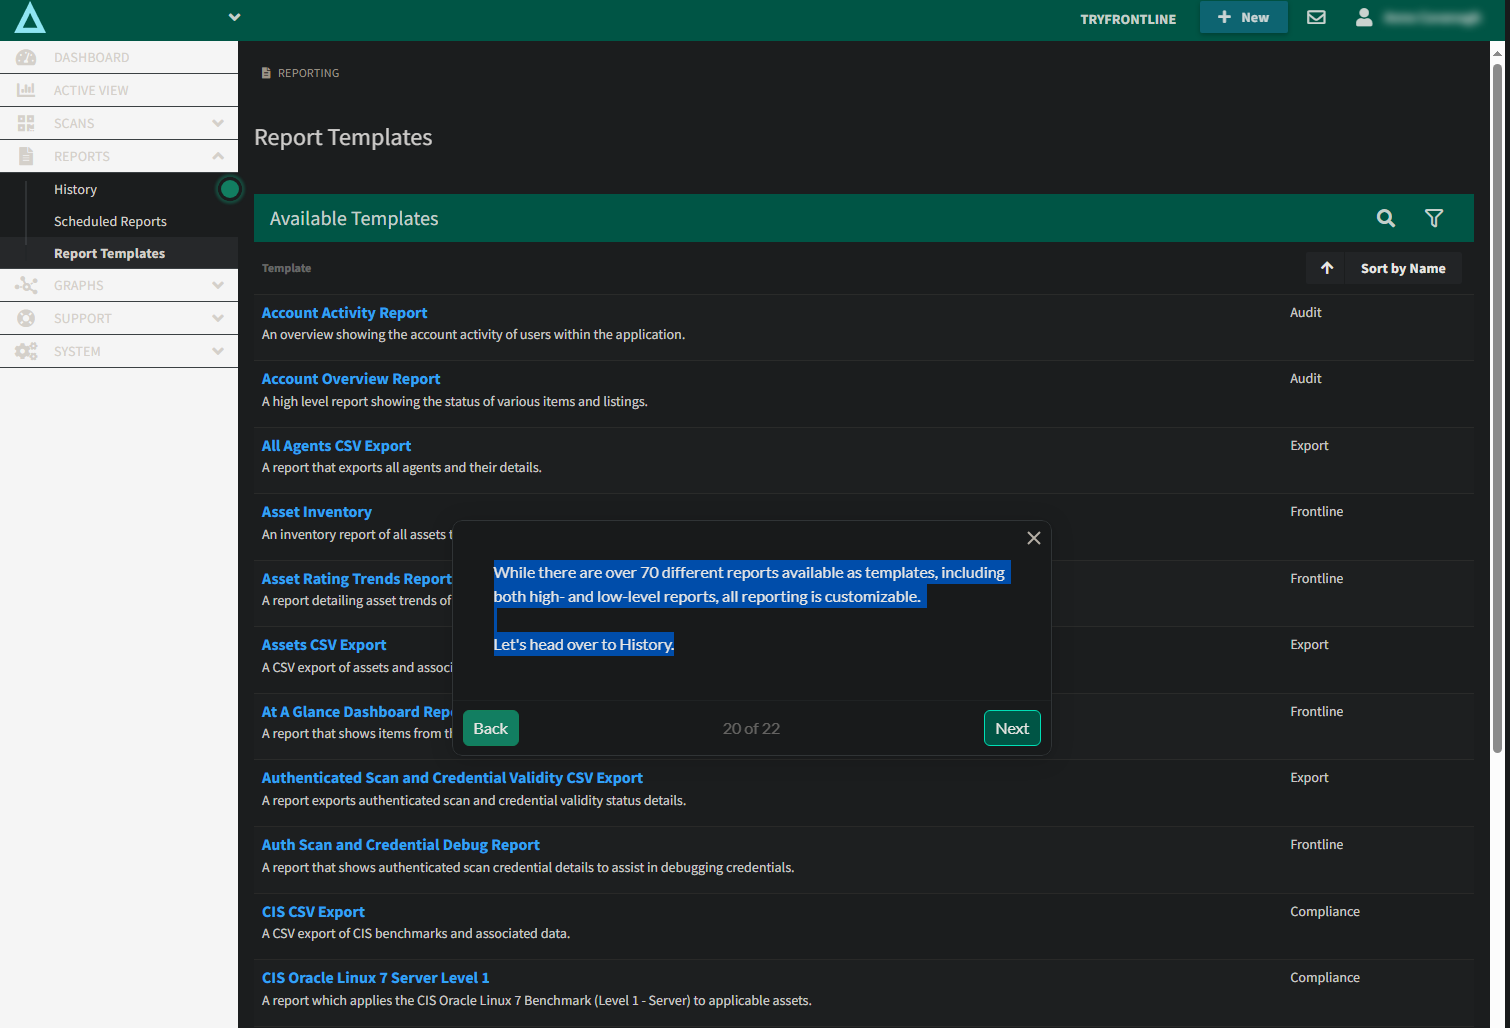 TRYFRONTLINE
New
DASHBOARD
ACTIVE VIEW
SCANS
REPORTS
History
Scheduled Reports
Report Templates
GRAPHS
SUPPORT
SYSTEM
REPORTING
Report Templates
Available Templates
Template
Sort by Name
Account Activity Report
Audit
An overview showing the account activity of users within the application.
Account Overview Report
Audit
A high level report showing the status of various items and listings.
All Agents CSV Export
Export
A report that exports all agents and their details.
Asset Inventory
Frontline
An inventory report of all assets
Asset Rating Trends Report
Frontline
A report detailing asset trends of
Assets CSV Export
Export
A CSV export of assets and associ
At A Glance Dashboard Repo
Frontline
A report that shows items from th
While there are over 70 different reports available as templates, including
both high- and low-level reports, all reporting is customizable.
Let's head over to History.
Back
20 of 22
Next
Authenticated Scan and Credential Validity CSV Export
Export
A report exports authenticated scan and credential validity status details.
Auth Scan and Credential Debug Report
Frontline
A report that shows authenticated scan credential details to assist in debugging credentials.
CIS CSV Export
Compliance
A CSV export of CIS benchmarks and associated data.
CIS Oracle Linux 7 Server Level 1
Compliance
A report which applies the CIS Oracle Linux 7 Benchmark (Level 1 - Server) to applicable assets.